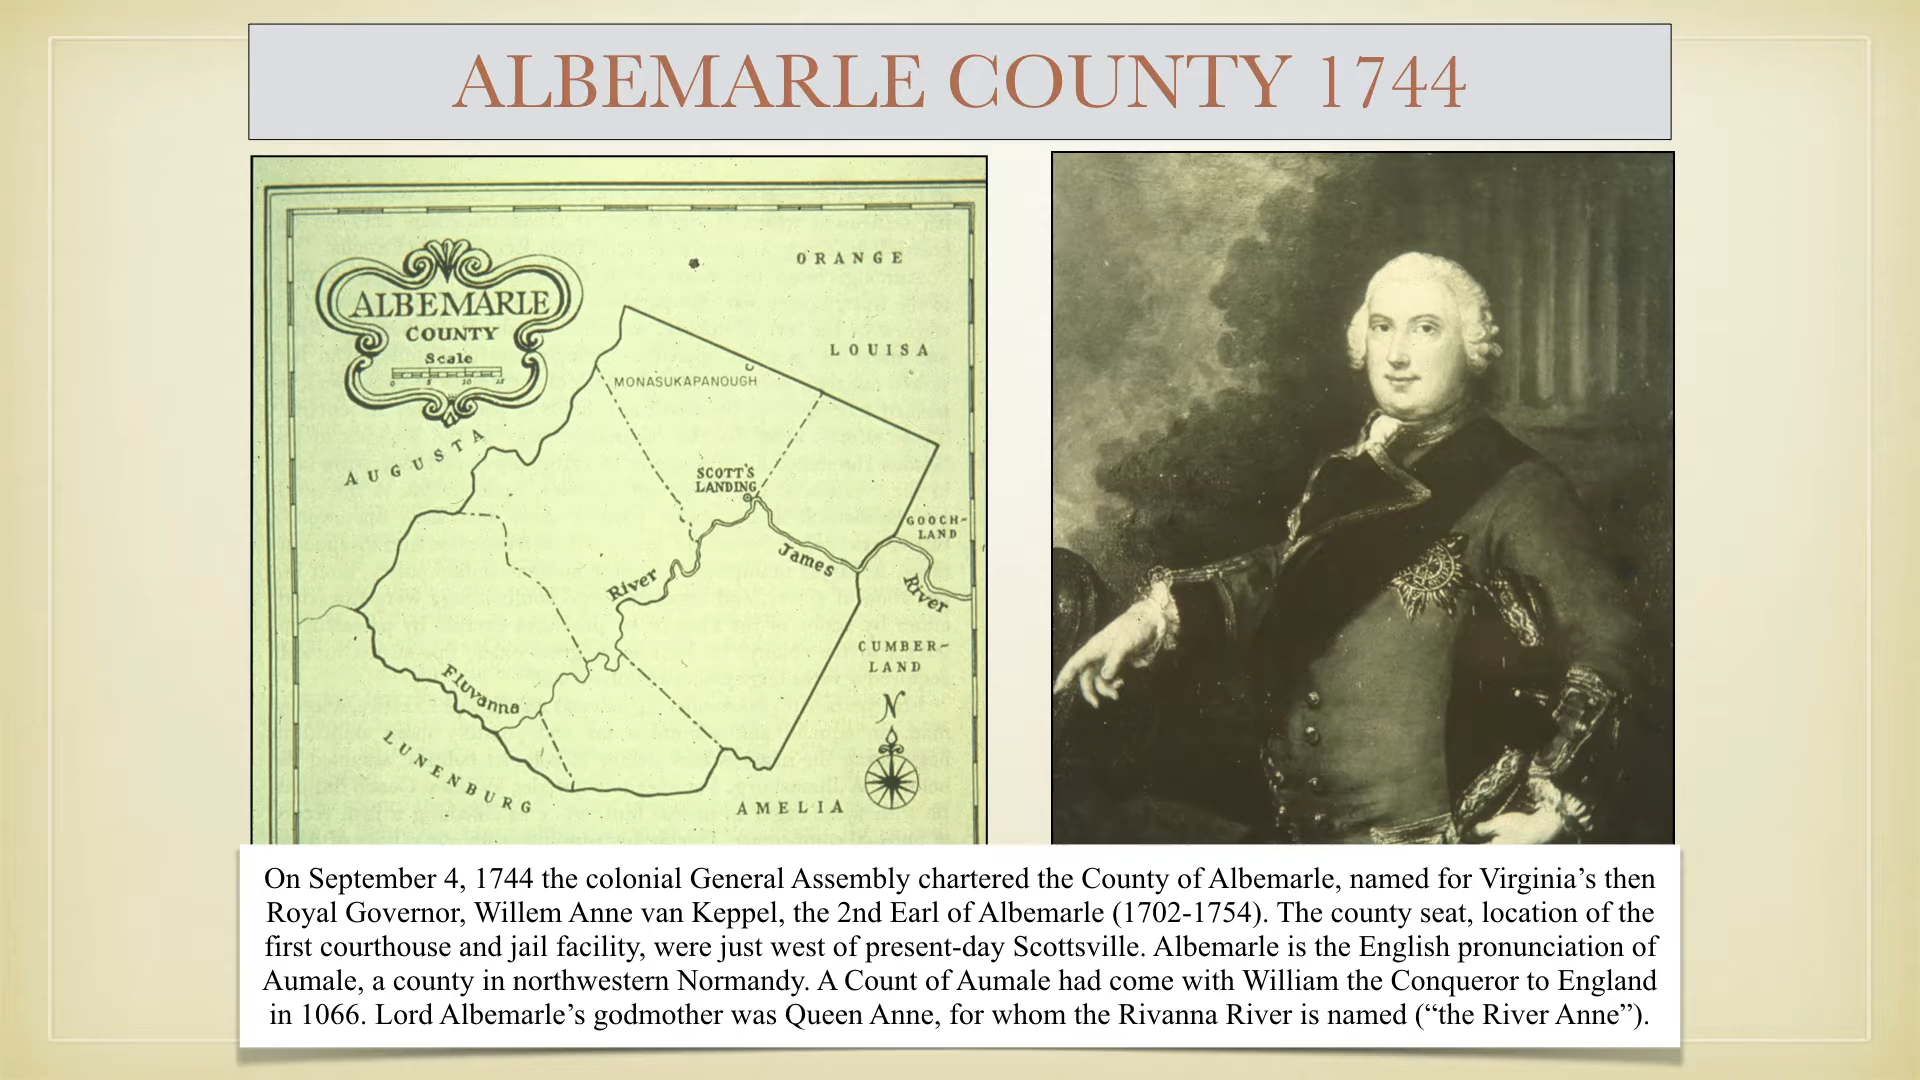 ALBEMARLE COUNTY 1744
ALBEMARLE
COUNTY
Scale
0 5 10 15
ORANGE
LOUISA
MONASUKAPANOUGH
AUGUSTA
SCOTT'S
LANDING
GOOCH-
LAND
James
River
River
CUMBER-
LAND
N
Fluvanna
LUNENBURG
AMELIA
On September 4, 1744 the colonial General Assembly chartered the County of Albemarle, named for Virginia’s then
Royal Governor, Willem Anne van Keppel, the 2nd Earl of Albemarle (1702-1754). The county seat, location of the
first courthouse and jail facility, were just west of present-day Scottsville. Albemarle is the English pronunciation of
Aumale, a county in northwestern Normandy. A Count of Aumale had come with William the Conqueror to England
in 1066. Lord Albemarle’s godmother was Queen Anne, for whom the Rivanna River is named (“the River Anne”).